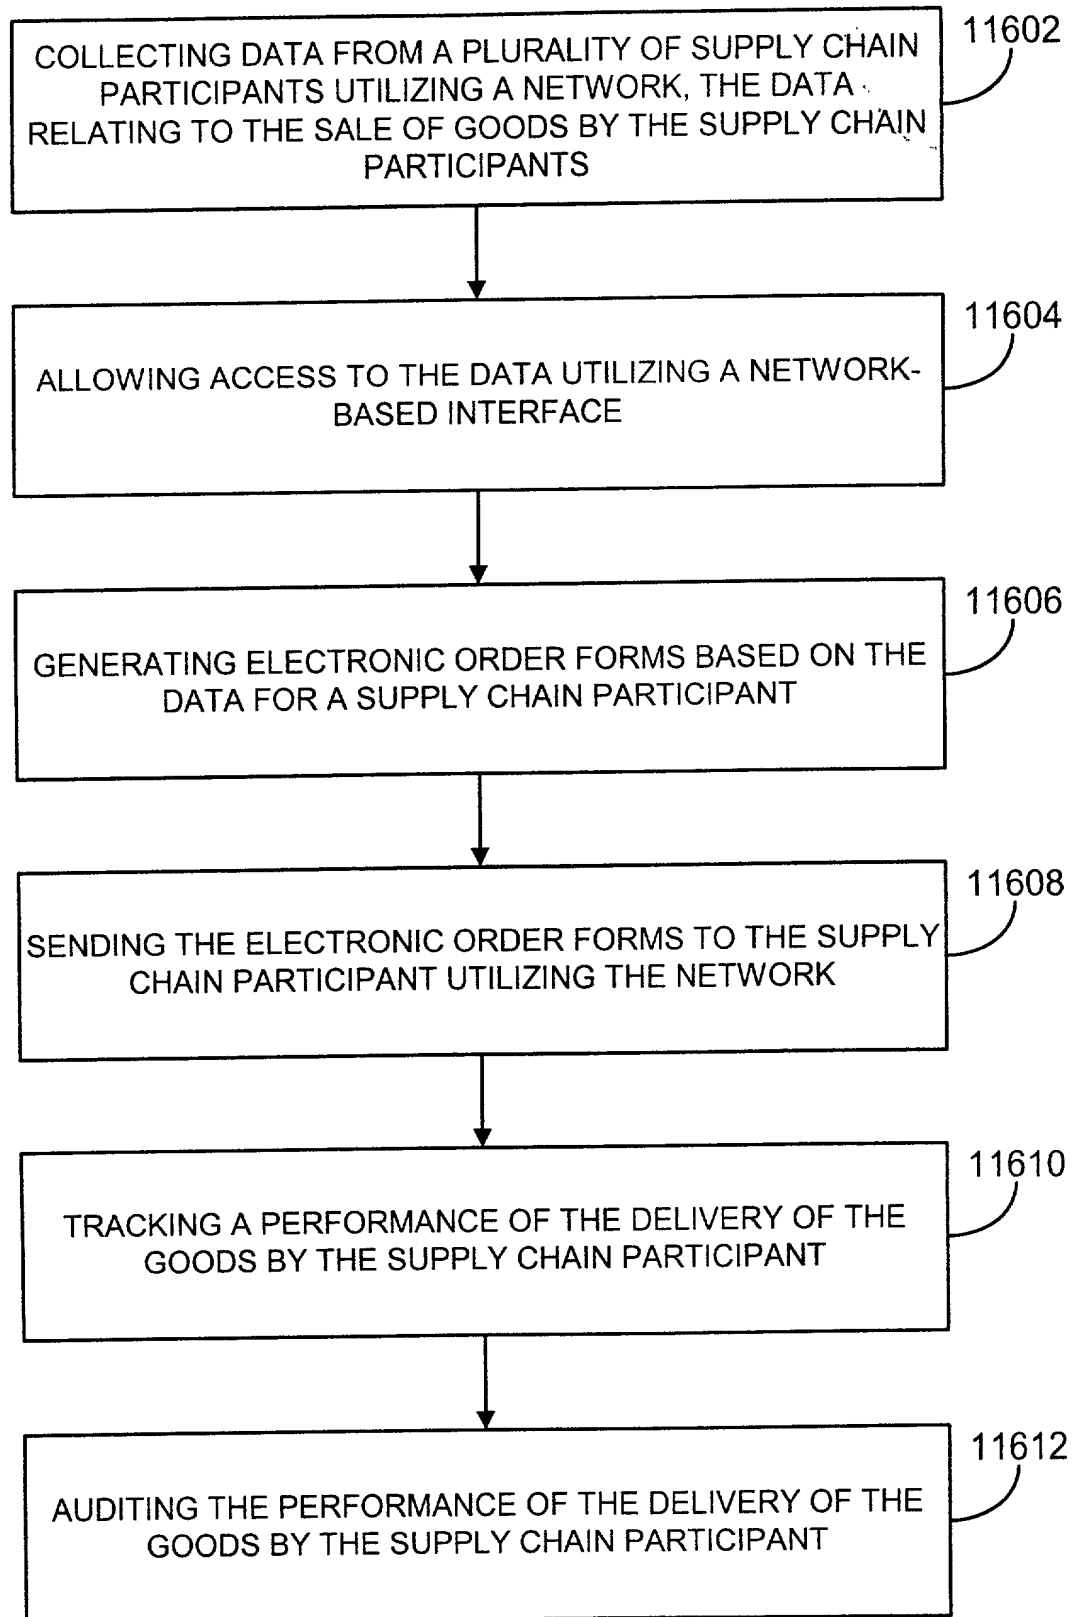 11602
COLLECTING DATA FROM A PLURALITY OF SUPPLY CHAIN
PARTICIPANTS UTILIZING A NETWORK, THE DATA
RELATING TO THE SALE OF GOODS BY THE SUPPLY CHAIN
PARTICIPANTS
11604
ALLOWING ACCESS TO THE DATA UTILIZING A NETWORK-
BASED INTERFACE
11606
GENERATING ELECTRONIC ORDER FORMS BASED ON THE
DATA FOR A SUPPLY CHAIN PARTICIPANT
11608
SENDING THE ELECTRONIC ORDER FORMS TO THE SUPPLY
CHAIN PARTICIPANT UTILIZING THE NETWORK
11610
TRACKING A PERFORMANCE OF THE DELIVERY OF THE
GOODS BY THE SUPPLY CHAIN PARTICIPANT
11612
AUDITING THE PERFORMANCE OF THE DELIVERY OF THE
GOODS BY THE SUPPLY CHAIN PARTICIPANT